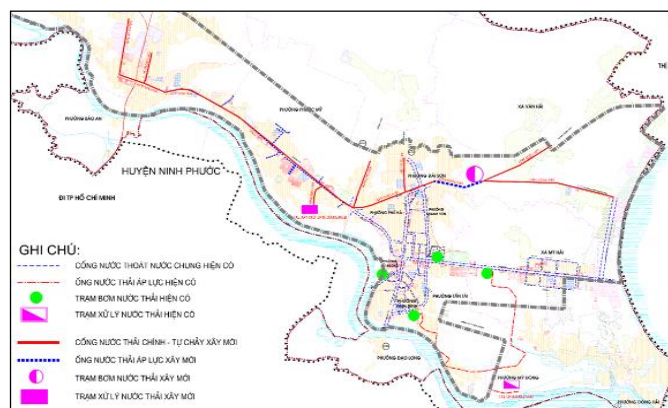 THỊ
PHƯỜNG PHƯỚC MỸ
XÃ VĂN HẢI
PHƯỜNG BẢO AN
HUYỆN NINH PHƯỚC
ĐI TP HỒ CHÍ MINH
PHƯỜNG ĐÀI SƠN
PHƯỜNG PHỦ HÀ
XÃ MỸ HẢI
PHƯỜNG TẤN TÀI
PHƯỜNG ĐẠO LONG
PHƯỜNG MỸ ĐÔNG
PHƯỜNG ĐÔNG HẢI
GHI CHÚ:
CỐNG NƯỚC THOÁT NƯỚC CHUNG HIỆN CÓ
ỐNG NƯỚC THẢI ÁP LỰC HIỆN CÓ
TRẠM BƠM NƯỚC THẢI HIỆN CÓ
TRẠM XỬ LÝ NƯỚC THẢI HIỆN CÓ
CỐNG NƯỚC THẢI CHÍNH - TỰ CHẢY XÂY MỚI
ỐNG NƯỚC THẢI ÁP LỰC XÂY MỚI
TRẠM BƠM NƯỚC THẢI XÂY MỚI
TRẠM XỬ LÝ NƯỚC THẢI XÂY MỚI